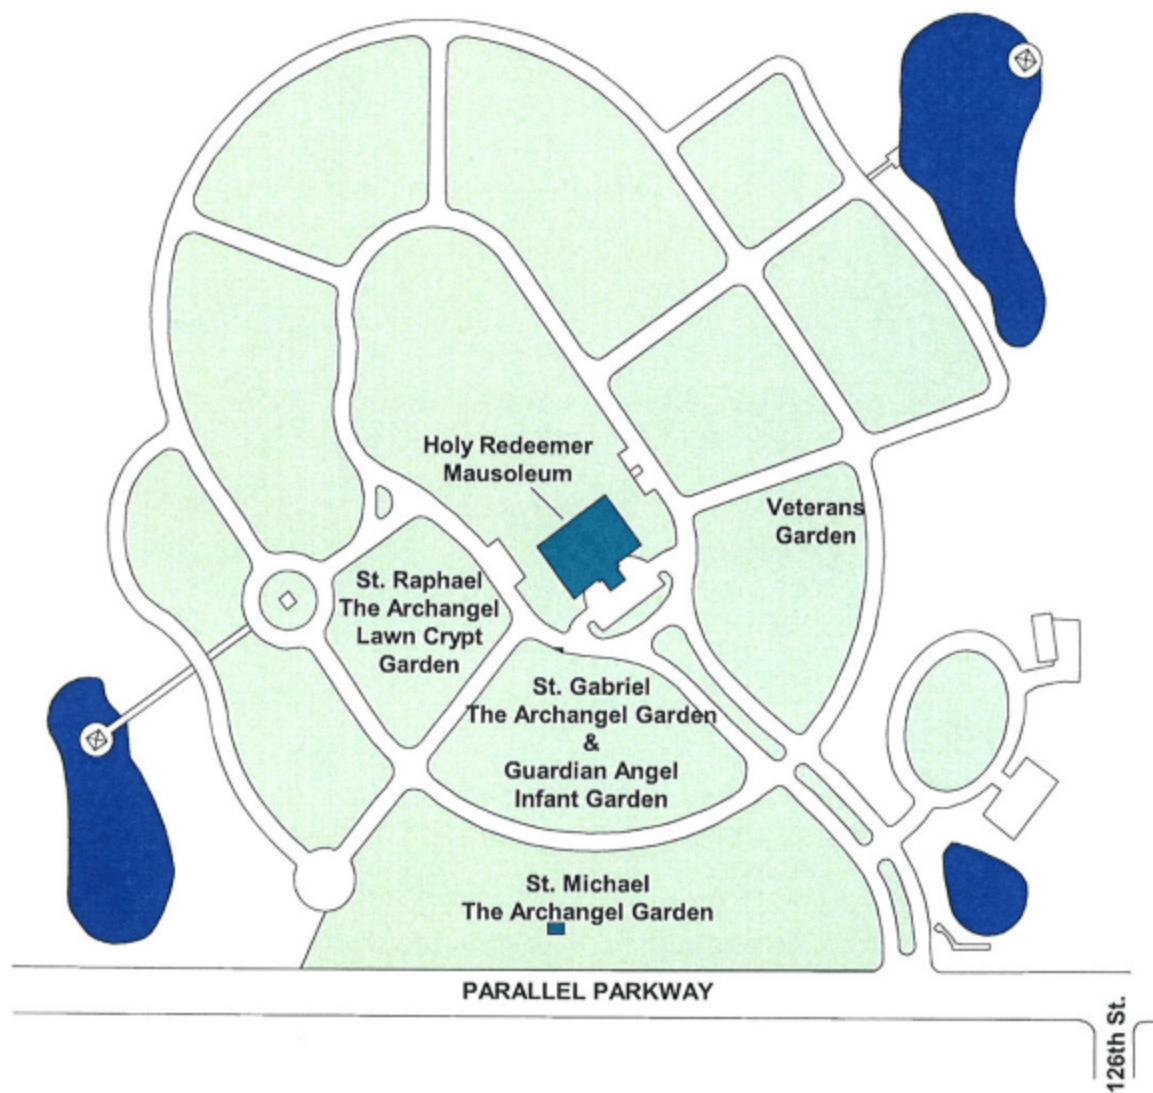 Holy Redeemer
Mausoleum
Veterans
Garden
St. Raphael
The Archangel
Lawn Crypt
Garden
St. Gabriel
The Archangel Garden
&
Guardian Angel
Infant Garden
St. Michael
The Archangel Garden
PARALLEL PARKWAY
126th St.